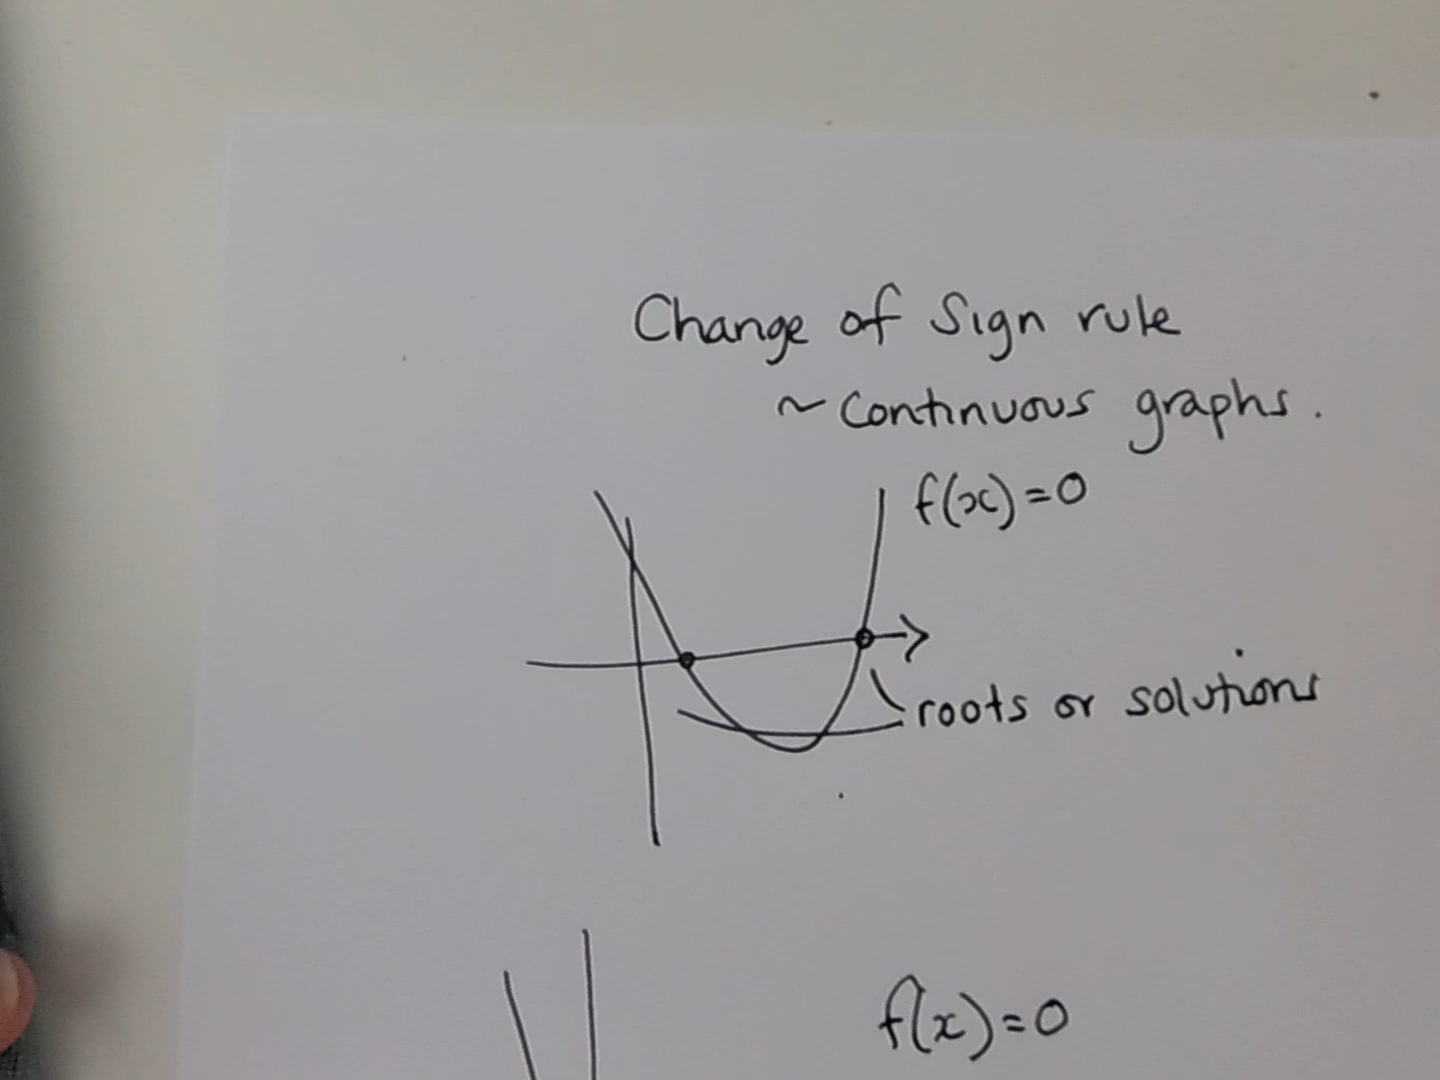 Change of Sign rule
~ continuous graphs.
f(x)=0
roots or solutions
f(x)=0